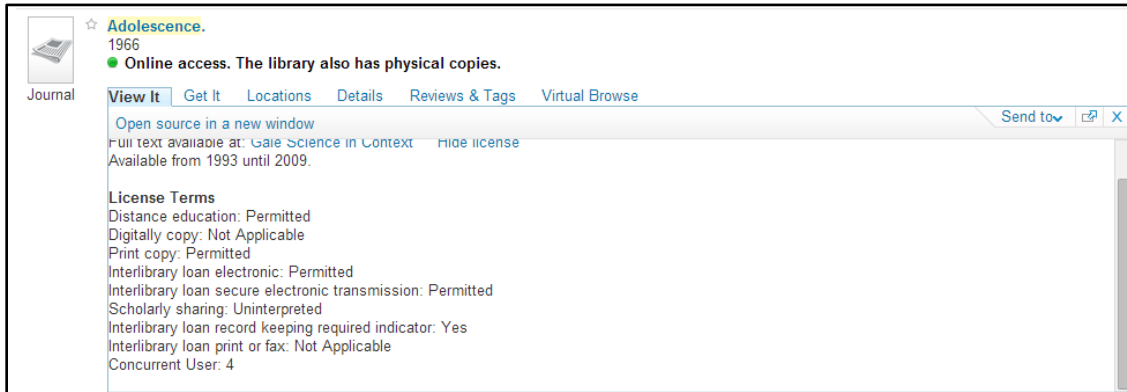 Adolescence.
1966
Online access. The library also has physical copies.
Journal
View It Get It Locations Details Reviews & Tags Virtual Browse
Open source in a new window Send to X
Full text available at: Gale Science in Context Hide license
Available from 1993 until 2009.
License Terms
Distance education: Permitted
Digitally copy: Not Applicable
Print copy: Permitted
Interlibrary loan electronic: Permitted
Interlibrary loan secure electronic transmission: Permitted
Scholarly sharing: Uninterpreted
Interlibrary loan record keeping required indicator: Yes
Interlibrary loan print or fax: Not Applicable
Concurrent User: 4